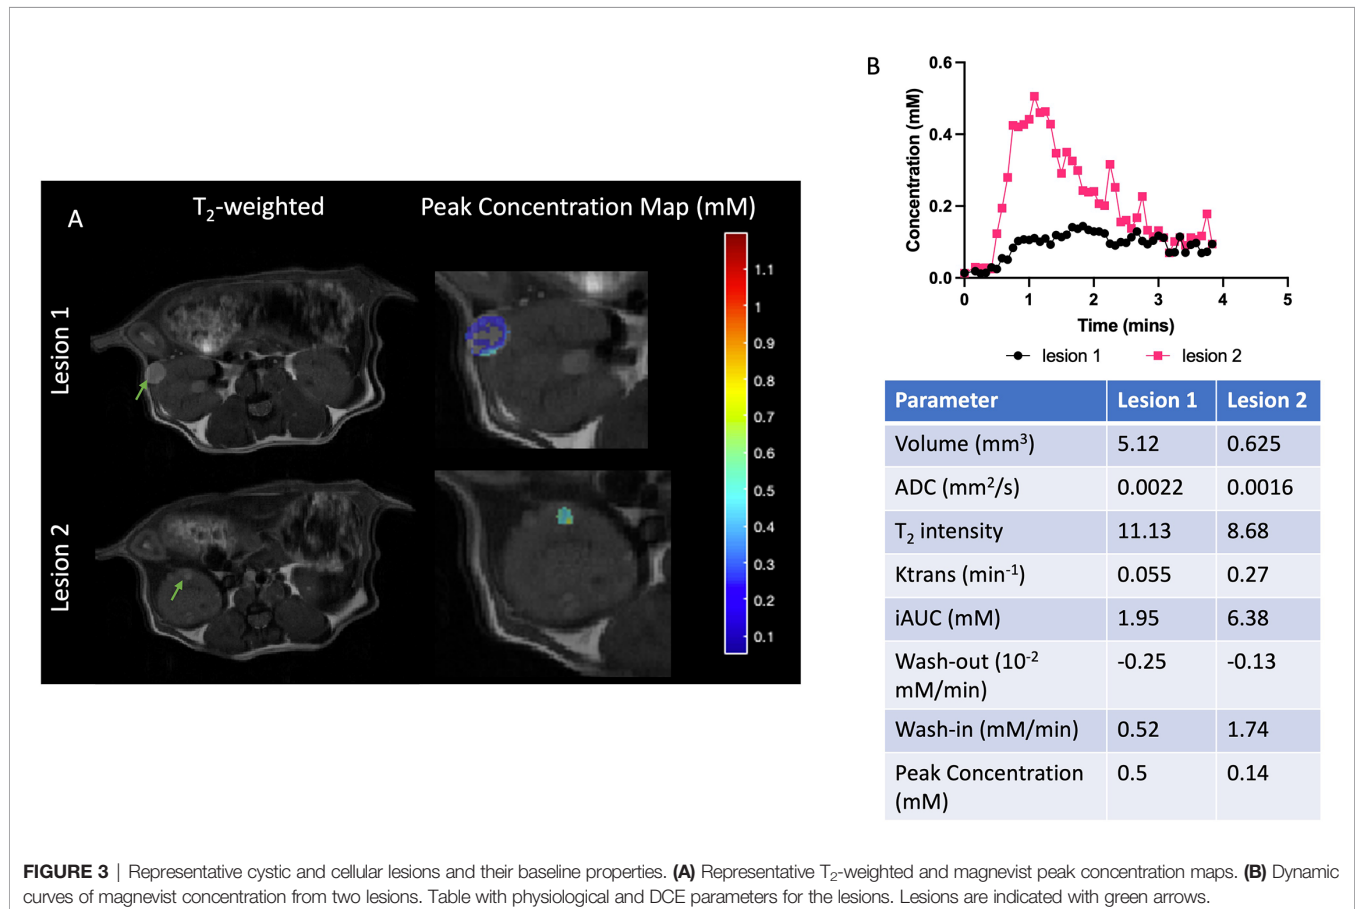 A
T2-weighted
Peak Concentration Map (mM)
Lesion 1
Lesion 2
1.1
1
0.9
0.8
0.7
0.6
0.5
0.4
0.3
0.2
0.1
B
Concentration (mM)
0.6
0.4
0.2
0.0
0 1 2 3 4 5
Time (mins)
lesion 1 lesion 2
Parameter Lesion 1 Lesion 2
Volume (mm³) 5.12 0.625
ADC (mm²/s) 0.0022 0.0016
T₂ intensity 11.13 8.68
Ktrans (min⁻¹) 0.055 0.27
iAUC (mM) 1.95 6.38
Wash-out (10⁻² -0.25 -0.13
mM/min)
Wash-in (mM/min) 0.52 1.74
Peak Concentration 0.5 0.14
(mM)
FIGURE 3 | Representative cystic and cellular lesions and their baseline properties. (A) Representative T₂-weighted and magnevist peak concentration maps. (B) Dynamic
curves of magnevist concentration from two lesions. Table with physiological and DCE parameters for the lesions. Lesions are indicated with green arrows.